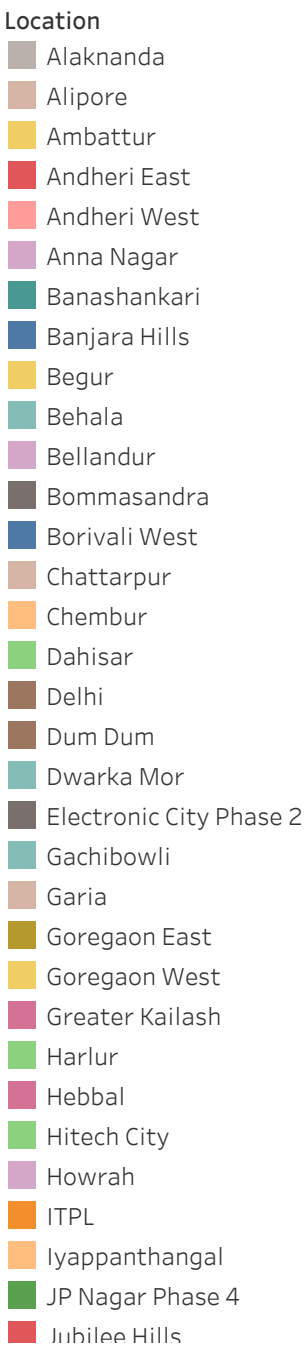 Location
Alaknanda
Alipore
Ambattur
Andheri East
Andheri West
Anna Nagar
Banashankari
Banjara Hills
Begur
Behala
Bellandur
Bommasandra
Borivali West
Chattarpur
Chembur
Dahisar
Delhi
Dum Dum
Dwarka Mor
Electronic City Phase 2
Gachibowli
Garia
Goregaon East
Goregaon West
Greater Kailash
Harlur
Hebbal
Hitech City
Howrah
ITPL
Iyappanthangal
JP Nagar Phase 4
Jubilee Hills